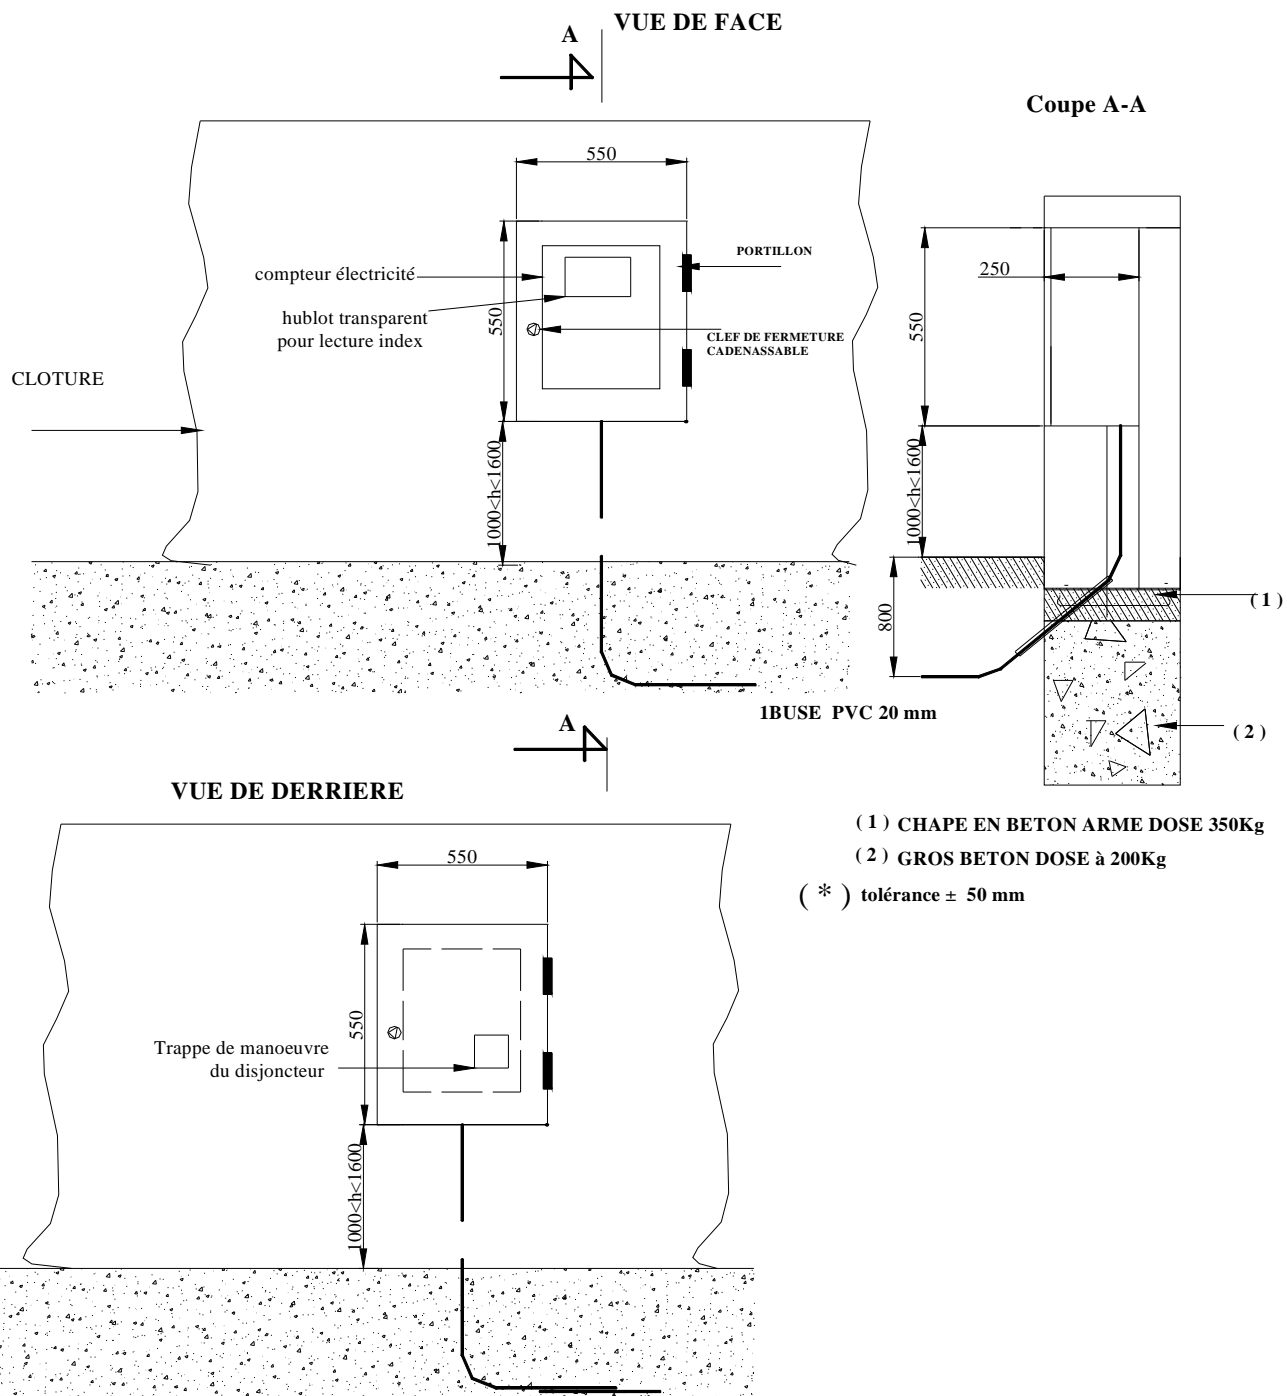 VUE DE FACE
A
Coupe A-A
550
PORTILLON
compteur électricité
250
hublot transparent
pour lecture index
550
550
CLEF DE FERMETURE
CADENASSABLE
CLOTURE
1000<h<1600
1000<h<1600
800
( 1 )
1BUSE PVC 20 mm
A
( 2 )
VUE DE DERRIERE
( 1 ) CHAPE EN BETON ARME DOSE 350Kg
( 2 ) GROS BETON DOSE à 200Kg
( * ) tolérance ± 50 mm
550
550
Trappe de manoeuvre
du disjoncteur
1000<h<1600